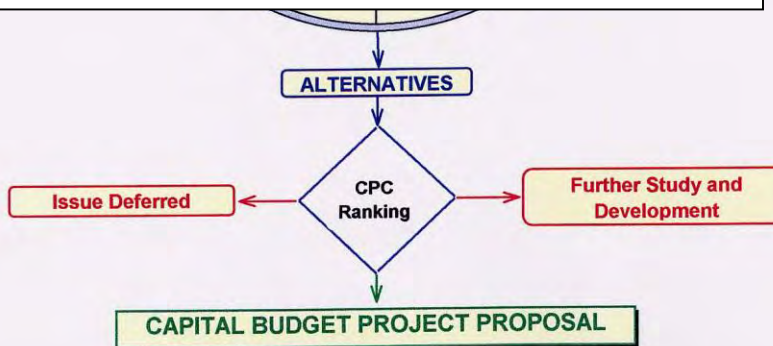 ALTERNATIVES
CPC
Ranking
Issue Deferred
Further Study and
Development
CAPITAL BUDGET PROJECT PROPOSAL